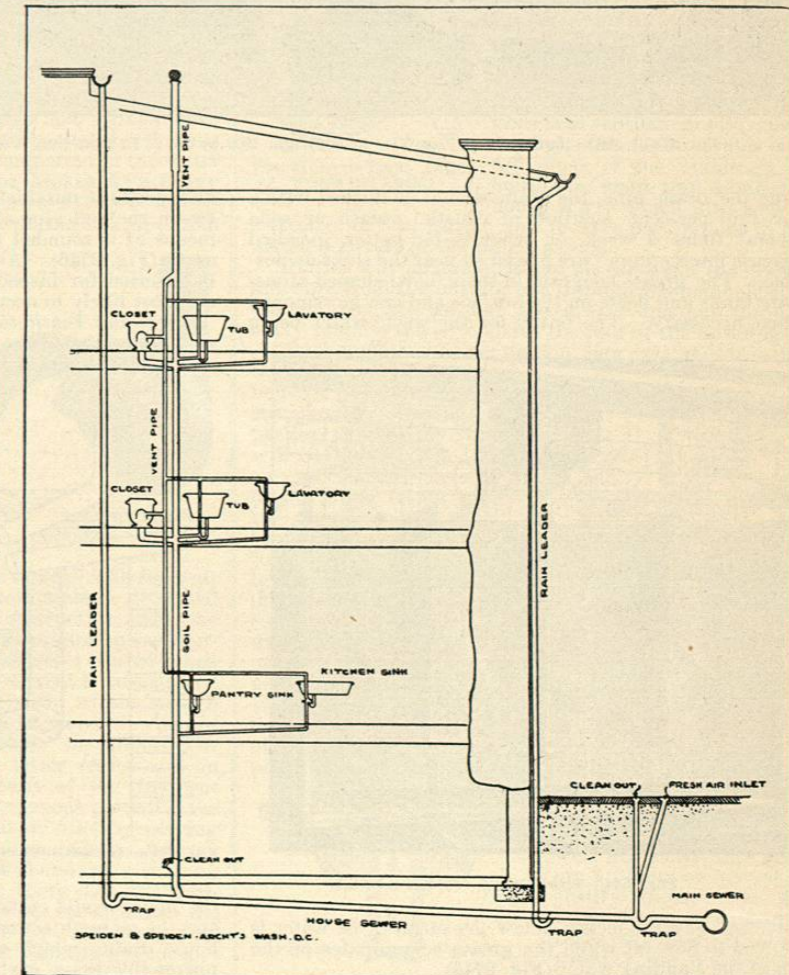 VENT PIPE
CLOSET
TUB
LAVATORY
VENT PIPE
CLOSET
TUB
LAVATORY
RAIN LEADER
SOIL PIPE
RAIN LEADER
KITCHEN SINK
PANTRY SINK
CLEAN OUT
FRESH AIR INLET
CLEAN OUT
MAIN SEWER
TRAP
HOUSE SEWER
TRAP
TRAP
SPEIDEN & SPEIDEN-ARCHT'S WASH. D.C.